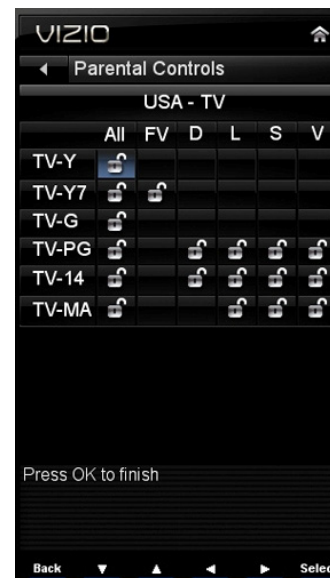 VIZIO
Parental Controls
USA - TV
All FV D L S V
TV-Y
TV-Y7
TV-G
TV-PG
TV-14
TV-MA
Press OK to finish
Back Selec